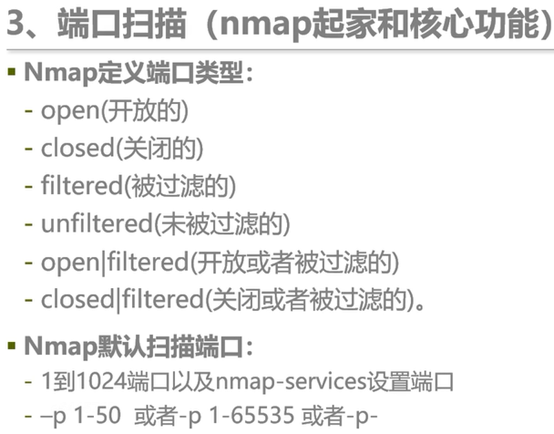 3、端口扫描（nmap起家和核心功能）
▪ Nmap定义端口类型：
- open(开放的)
- closed(关闭的)
- filtered(被过滤的)
- unfiltered(未被过滤的)
- open|filtered(开放或者被过滤的)
- closed|filtered(关闭或者被过滤的)。
▪ Nmap默认扫描端口：
- 1到1024端口以及nmap-services设置端口
- –p 1-50 或者-p 1-65535 或者-p-